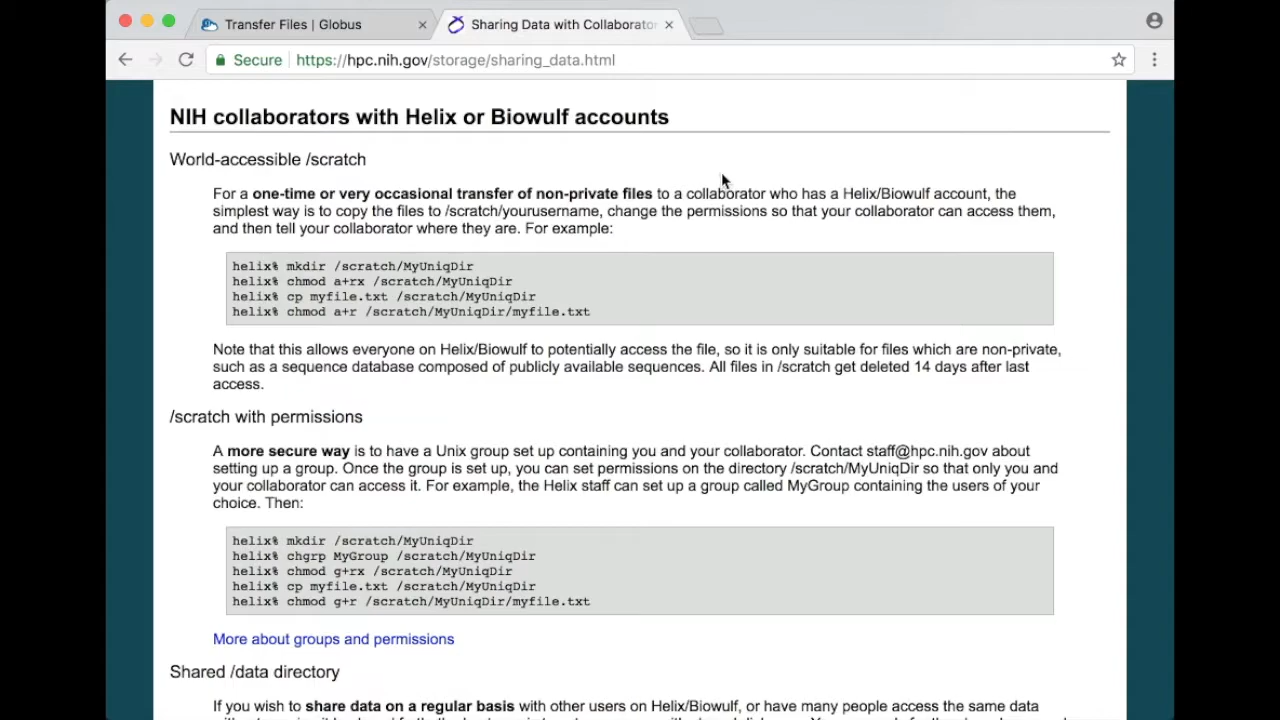 Transfer Files | Globus
Sharing Data with Collaborator
Secure https://hpc.nih.gov/storage/sharing_data.html
NIH collaborators with Helix or Biowulf accounts
World-accessible /scratch
For a one-time or very occasional transfer of non-private files to a collaborator who has a Helix/Biowulf account, the
simplest way is to copy the files to /scratch/yourusername, change the permissions so that your collaborator can access them,
and then tell your collaborator where they are. For example:
helix% mkdir /scratch/MyUniqDir
helix% chmod a+rx /scratch/MyUniqDir
helix% cp myfile.txt /scratch/MyUniqDir
helix% chmod a+r /scratch/MyUniqDir/myfile.txt
Note that this allows everyone on Helix/Biowulf to potentially access the file, so it is only suitable for files which are non-private,
such as a sequence database composed of publicly available sequences. All files in /scratch get deleted 14 days after last
access.
/scratch with permissions
A more secure way is to have a Unix group set up containing you and your collaborator. Contact staff@hpc.nih.gov about
setting up a group. Once the group is set up, you can set permissions on the directory /scratch/MyUniqDir so that only you and
your collaborator can access it. For example, the Helix staff can set up a group called MyGroup containing the users of your
choice. Then:
helix% mkdir /scratch/MyUniqDir
helix% chgrp MyGroup /scratch/MyUniqDir
helix% chmod g+rx /scratch/MyUniqDir
helix% cp myfile.txt /scratch/MyUniqDir
helix% chmod g+r /scratch/MyUniqDir/myfile.txt
More about groups and permissions
Shared /data directory
If you wish to share data on a regular basis with other users on Helix/Biowulf, or have many people access the same data